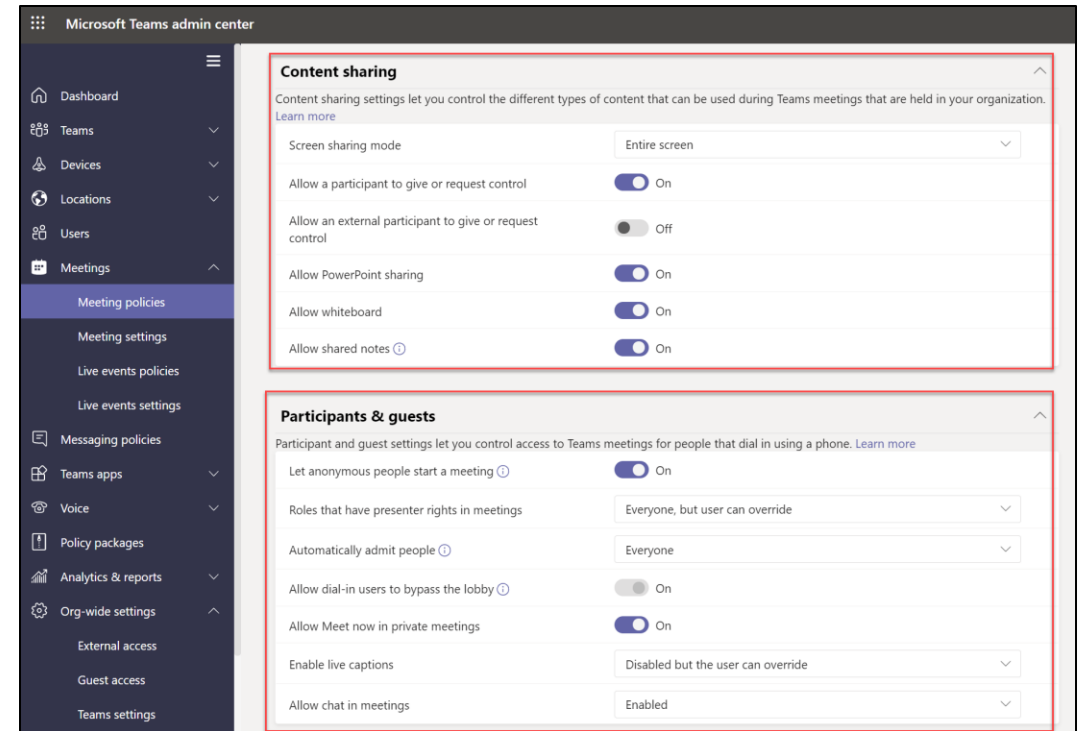 Microsoft Teams admin center
Dashboard
Teams
Devices
Locations
Users
Meetings
Meeting policies
Meeting settings
Live events policies
Live events settings
Messaging policies
Teams apps
Voice
Policy packages
Analytics & reports
Org-wide settings
External access
Guest access
Teams settings
Content sharing
Content sharing settings let you control the different types of content that can be used during Teams meetings that are held in your organization.
Learn more
Screen sharing mode Entire screen
Allow a participant to give or request control On
Allow an external participant to give or request
control Off
Allow PowerPoint sharing On
Allow whiteboard On
Allow shared notes On
Participants & guests
Participant and guest settings let you control access to Teams meetings for people that dial in using a phone. Learn more
Let anonymous people start a meeting On
Roles that have presenter rights in meetings Everyone, but user can override
Automatically admit people Everyone
Allow dial-in users to bypass the lobby On
Allow Meet now in private meetings On
Enable live captions Disabled but the user can override
Allow chat in meetings Enabled